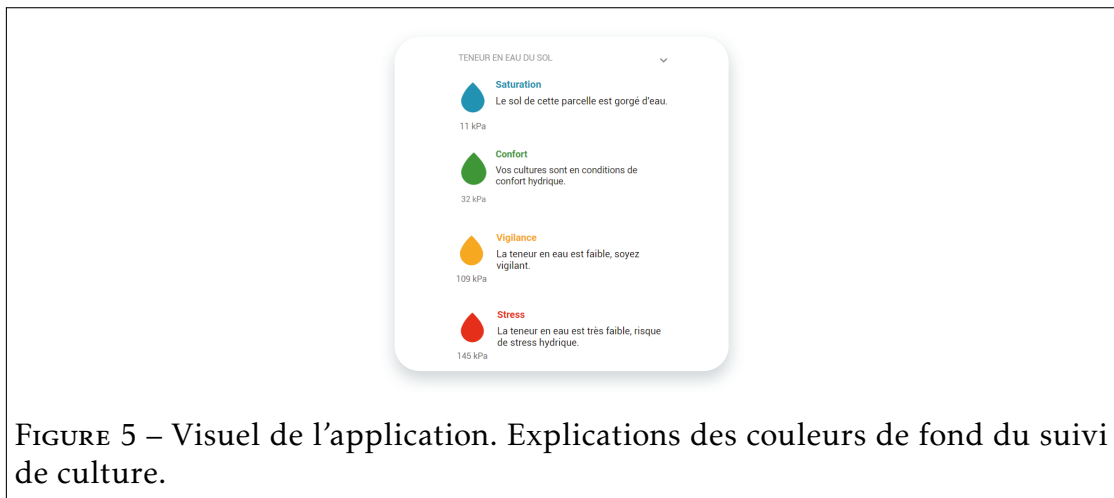 TENEUR EN EAU DU SOL
Saturation
Le sol de cette parcelle est gorgé d'eau.
11 kPa
Confort
Vos cultures sont en conditions de
confort hydrique.
32 kPa
Vigilance
La teneur en eau est faible, soyez
vigilant.
109 kPa
Stress
La teneur en eau est très faible, risque
de stress hydrique.
145 kPa
FIGURE 5 – Visuel de l'application. Explications des couleurs de fond du suivi
de culture.